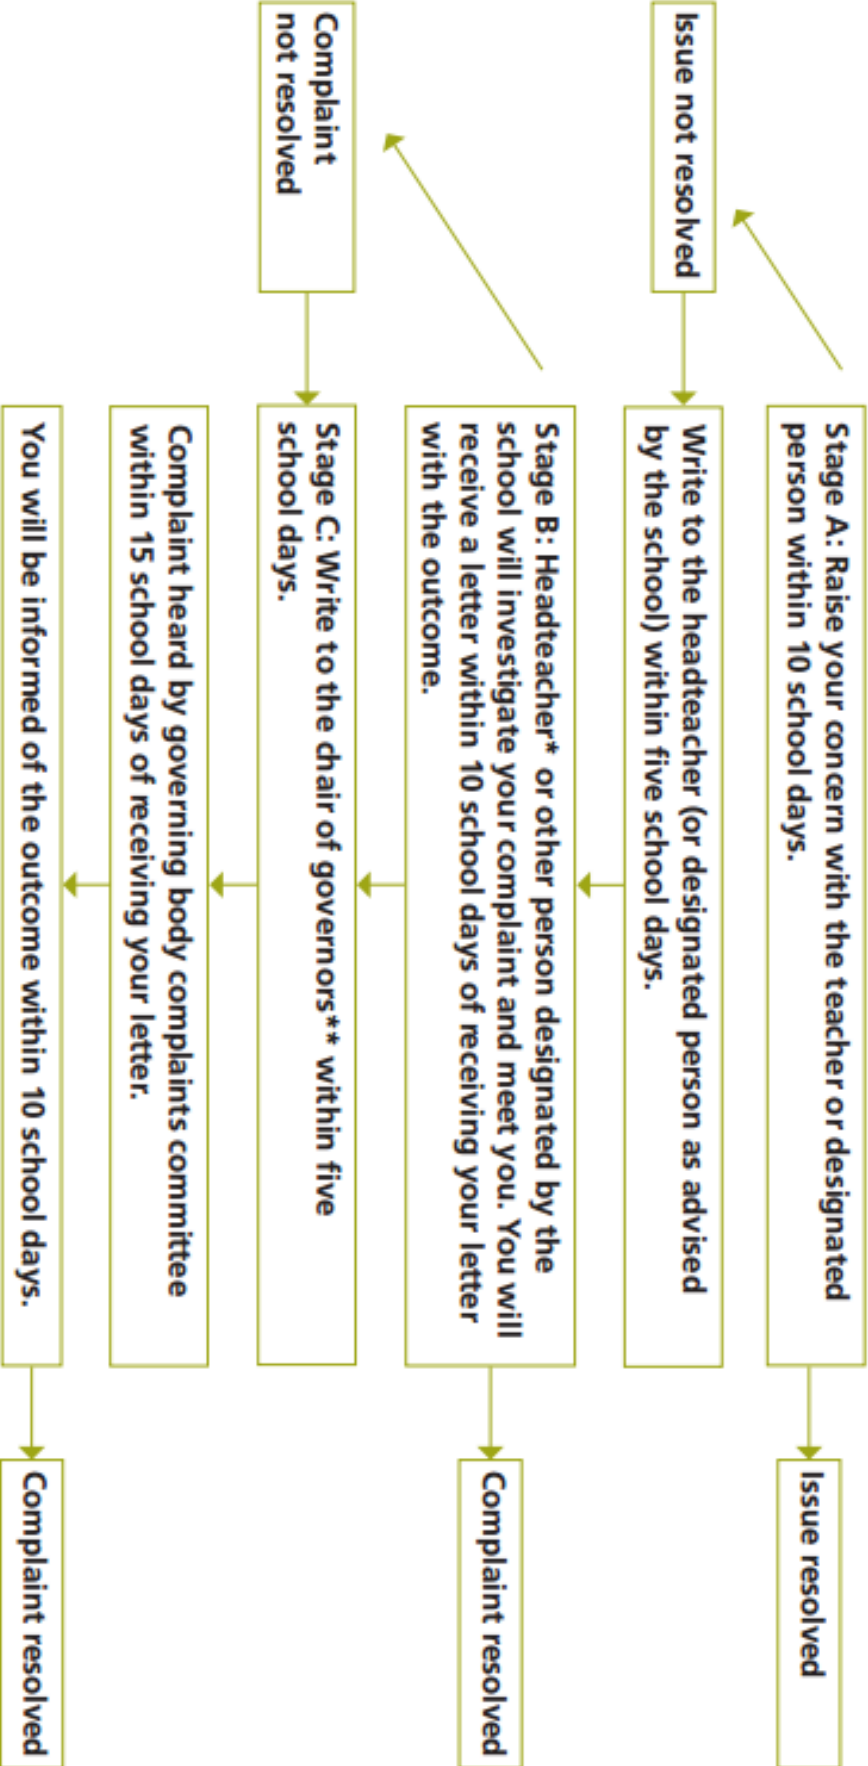 Stage A: Raise your concern with the teacher or designated
person within 10 school days.
Issue resolved
Issue not resolved
Write to the headteacher (or designated person as advised
by the school) within five school days.
Stage B: Headteacher* or other person designated by the
school will investigate your complaint and meet you. You will
receive a letter within 10 school days of receiving your letter
with the outcome.
Complaint resolved
Complaint
not resolved
Stage C: Write to the chair of governors** within five
school days.
Complaint heard by governing body complaints committee
within 15 school days of receiving your letter.
You will be informed of the outcome within 10 school days.
Complaint resolved